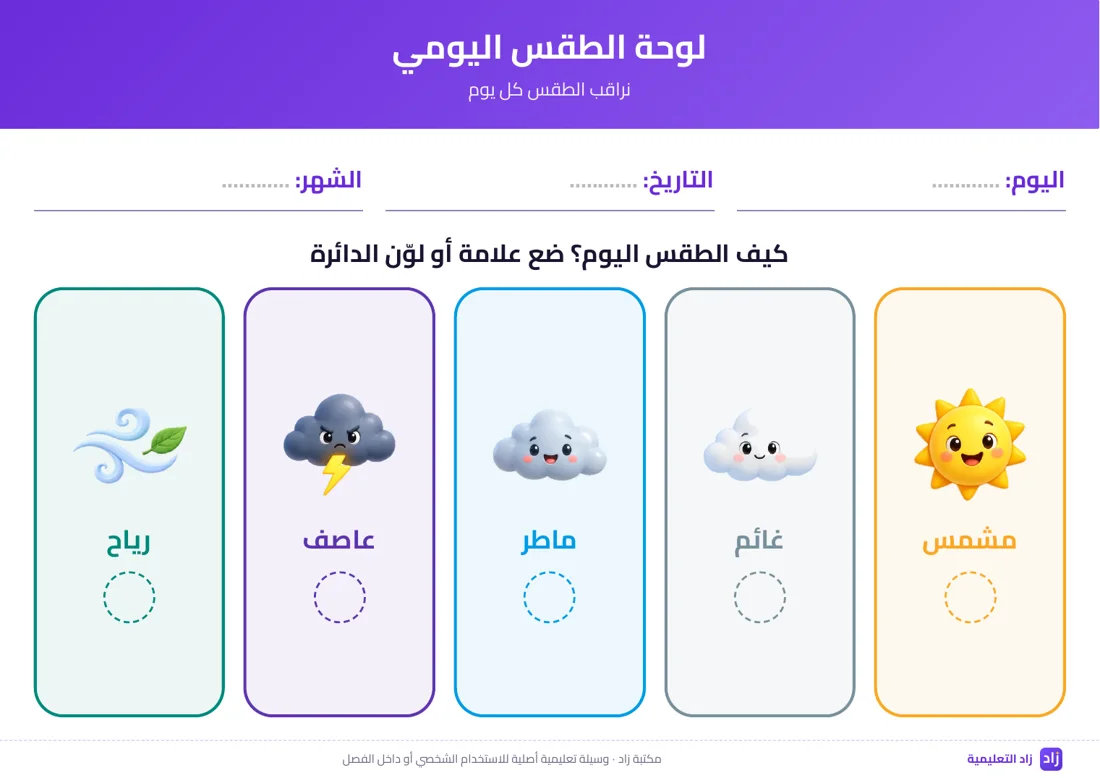 لوحة الطقس اليومي
نراقب الطقس كل يوم
اليوم: ............ التاريخ: ............ الشهر: ............
كيف الطقس اليوم؟ ضع علامة أو لوّن الدائرة
مشمس غائم ماطر عاصف رياح
زاد زاد التعليمية مكتبة زاد · وسيلة تعليمية أصلية للاستخدام الشخصي أو داخل الفصل